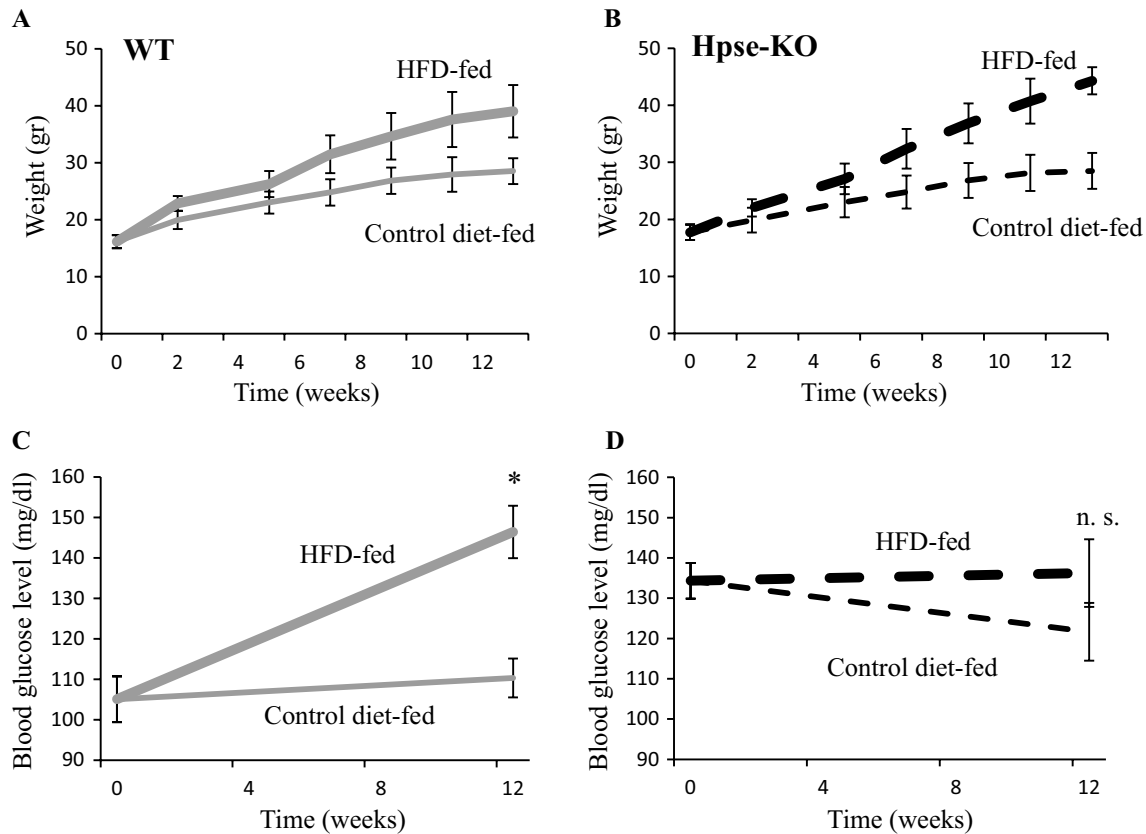 A
WT
HFD-fed
Control diet-fed
Weight (gr)
50
40
30
20
10
0
0 2 4 6 8 10 12
Time (weeks)
B
Hpse-KO
HFD-fed
Control diet-fed
Weight (gr)
50
40
30
20
10
0
0 2 4 6 8 10 12
Time (weeks)
C
*
HFD-fed
Control diet-fed
Blood glucose level (mg/dl)
160
150
140
130
120
110
100
90
0 4 8 12
Time (weeks)
D
n. s.
HFD-fed
Control diet-fed
Blood glucose level (mg/dl)
160
150
140
130
120
110
100
90
0 4 8 12
Time (weeks)